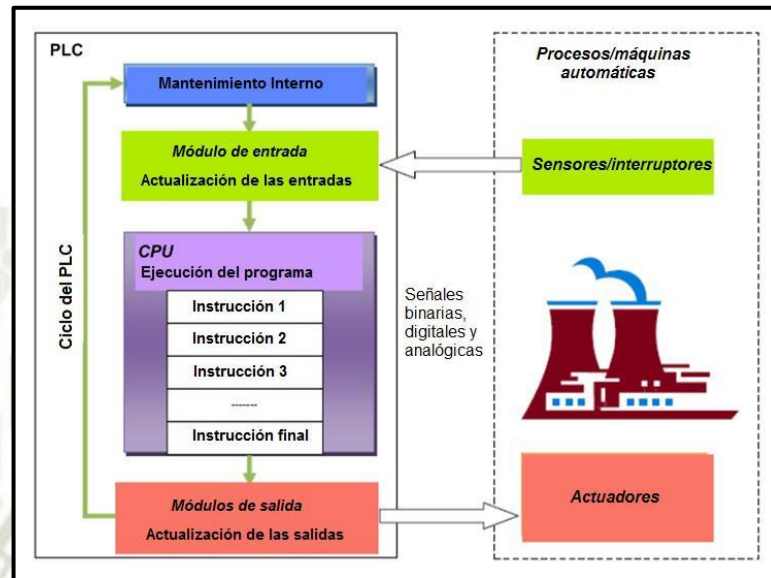 PLC
Mantenimiento Interno
Módulo de entrada
Actualización de las entradas
CPU
Ejecución del programa
Instrucción 1
Instrucción 2
Instrucción 3
-------
Instrucción final
Módulos de salida
Actualización de las salidas
Ciclo del PLC
Señales
binarias,
digitales y
analógicas
Procesos/máquinas
automáticas
Sensores/interruptores
Actuadores